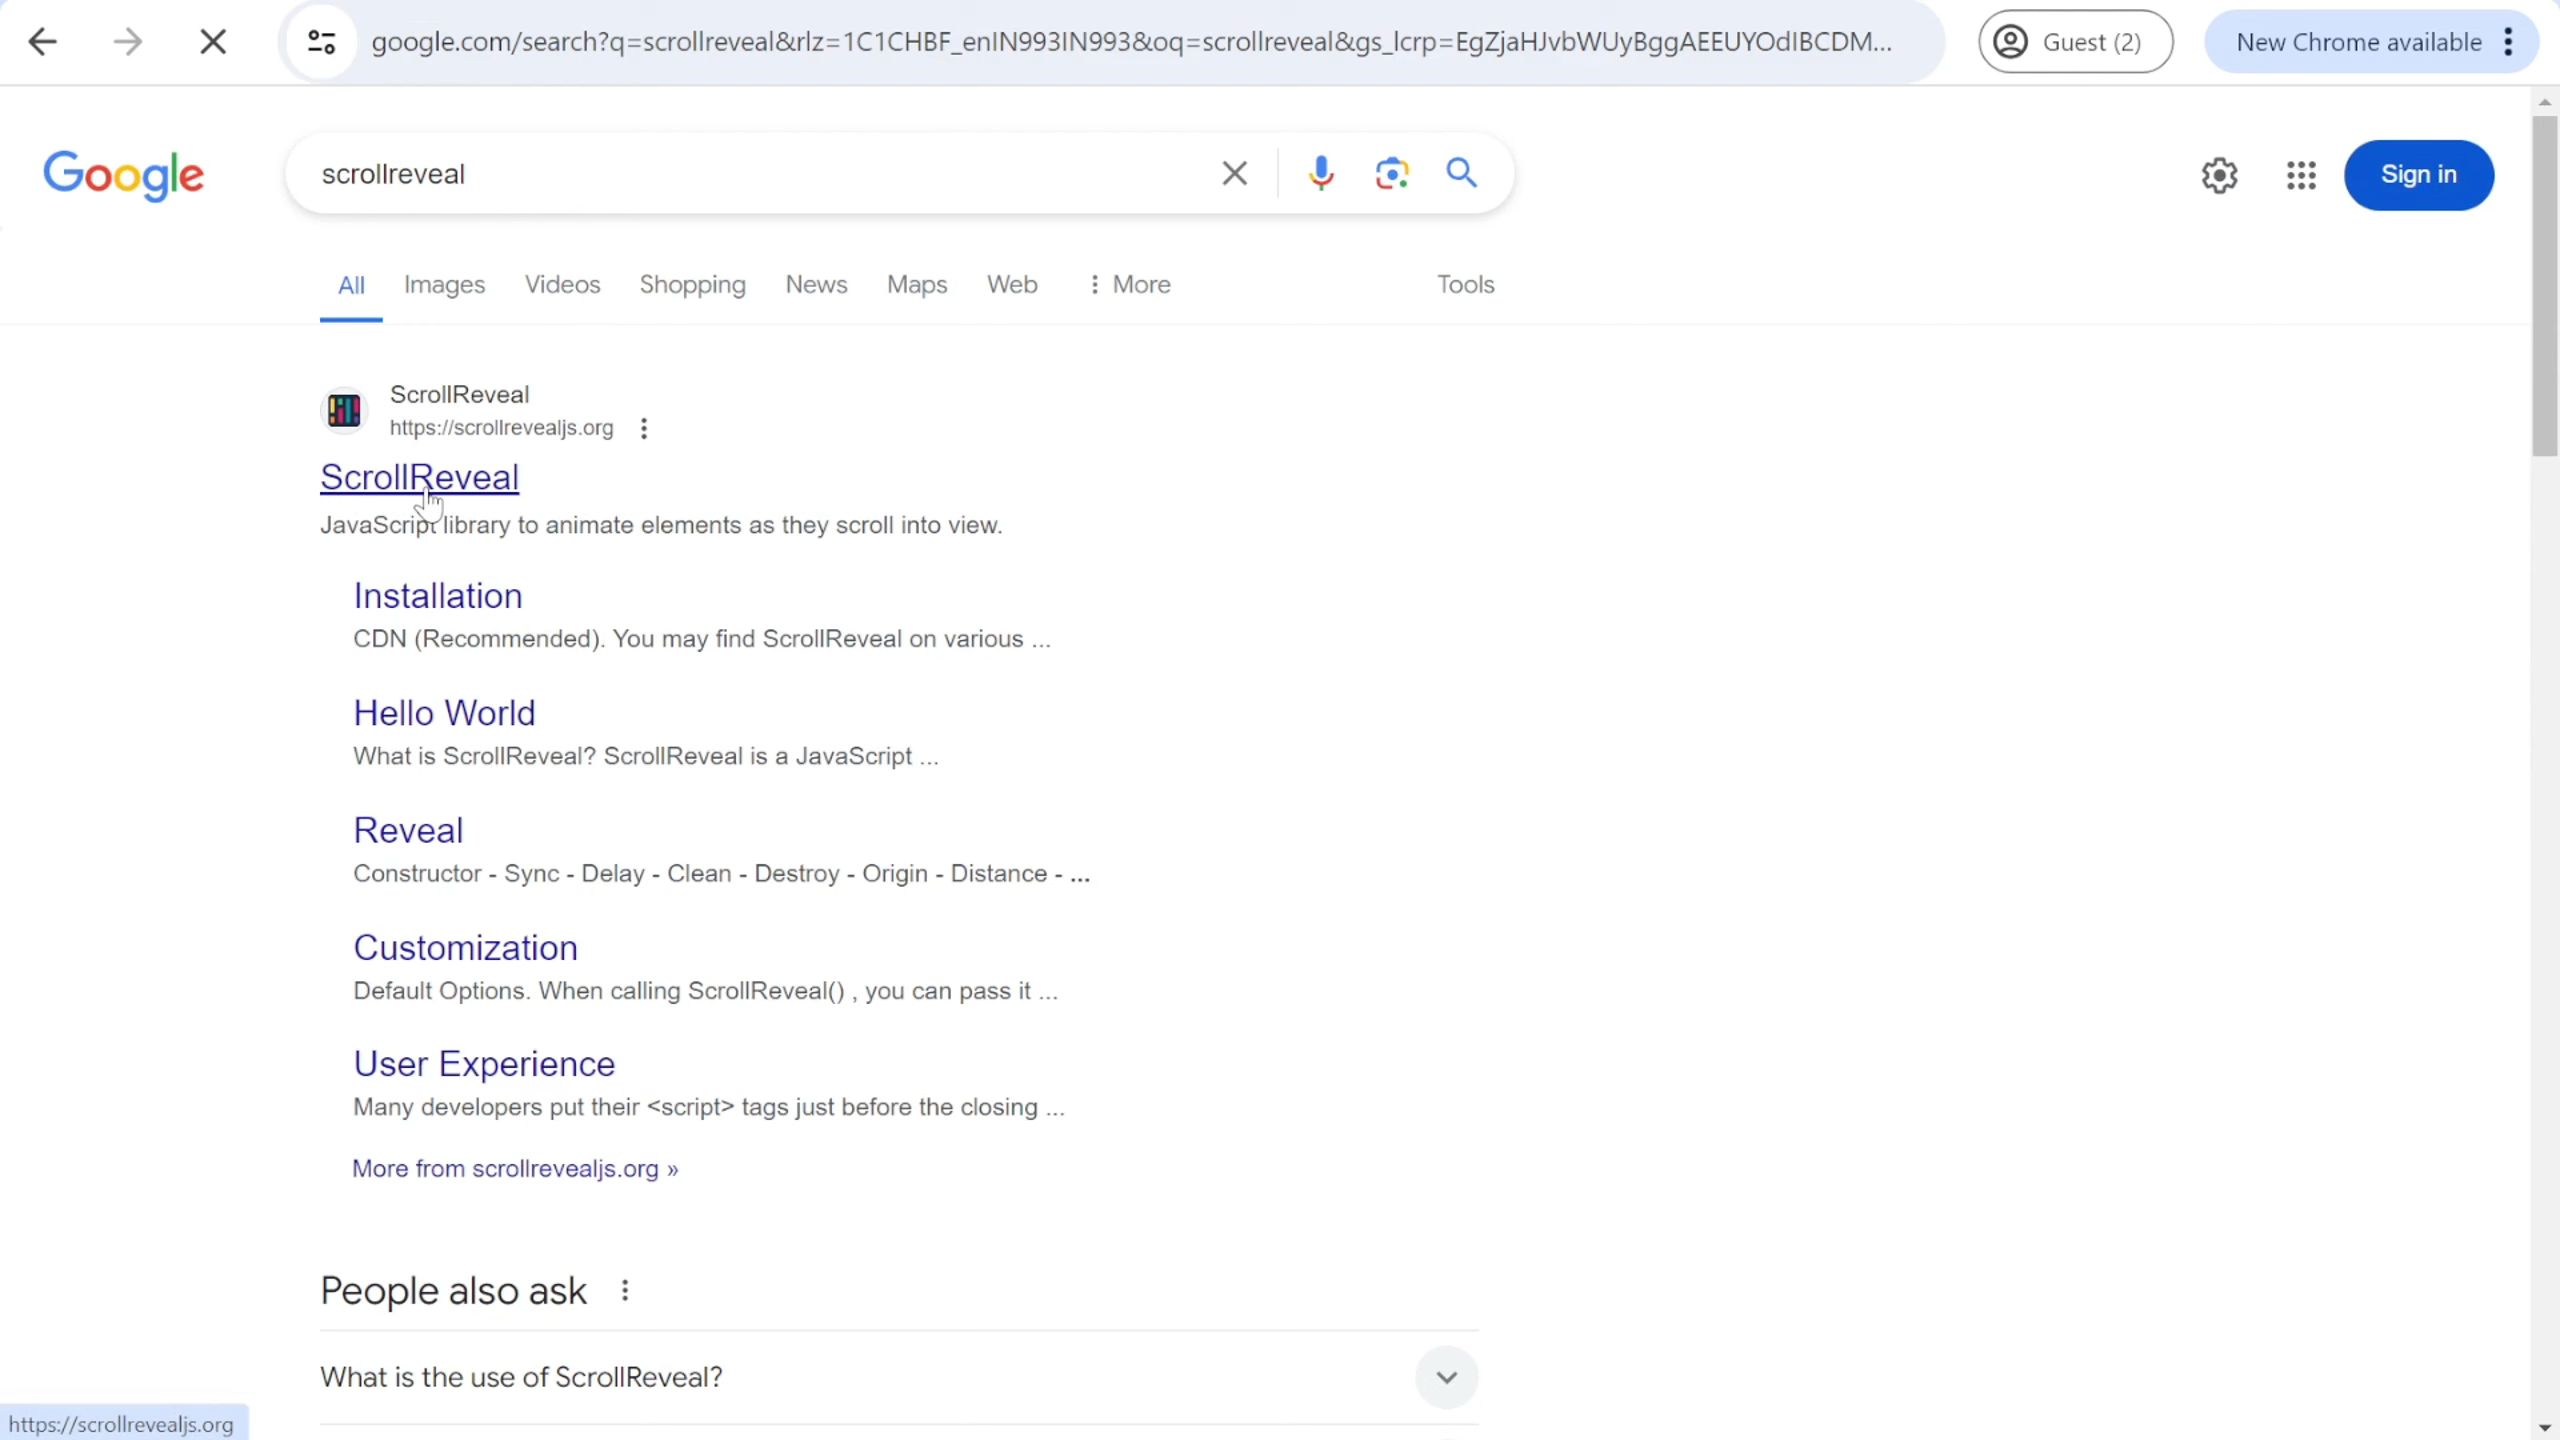 google.com/search?q=scrollreveal&rlz=1C1CHBF_enIN993IN993&oq=scrollreveal&gs_lcrp=EgZjaHJvbWUyBggAEEUYOdIBCDM...
Guest (2)
New Chrome available
Google
scrollreveal
Sign in
All
Images
Videos
Shopping
News
Maps
Web
More
Tools
ScrollReveal
https://scrollrevealjs.org
ScrollReveal
JavaScript library to animate elements as they scroll into view.
Installation
CDN (Recommended). You may find ScrollReveal on various ...
Hello World
What is ScrollReveal? ScrollReveal is a JavaScript ...
Reveal
Constructor - Sync - Delay - Clean - Destroy - Origin - Distance - ...
Customization
Default Options. When calling ScrollReveal() , you can pass it ...
User Experience
Many developers put their <script> tags just before the closing ...
More from scrollrevealjs.org »
People also ask
What is the use of ScrollReveal?
https://scrollrevealjs.org